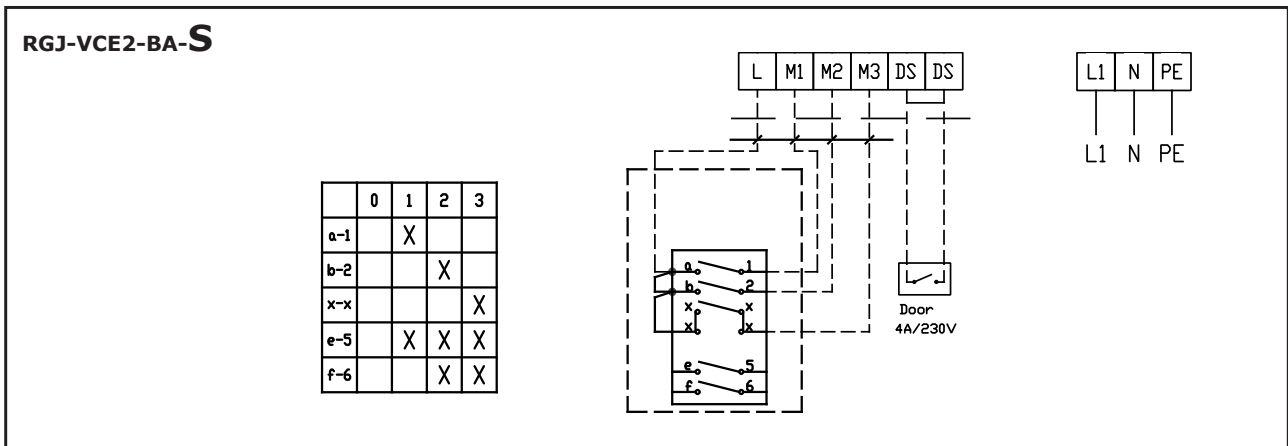 RGJ-VCE2-BA-S
L M1 M2 M3 DS DS
L1 N PE
L1 N PE
0 1 2 3
a-1 X
b-2 X
x-x X
e-5 X X X
f-6 X X
a 1
b 2
x x
x x
e 5
f 6
Door
4A/230V